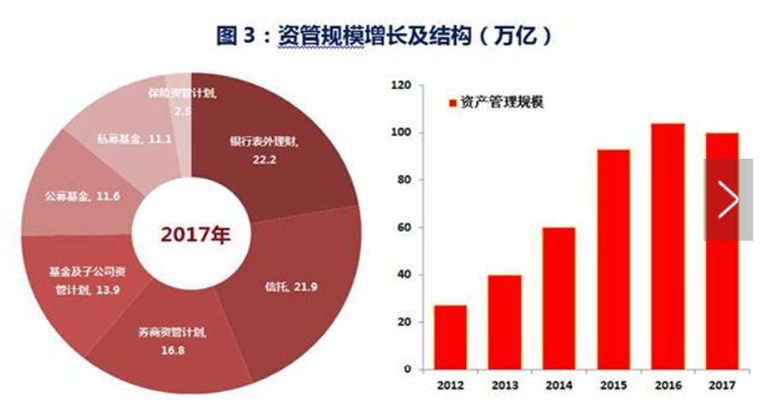 图 3：资管规模增长及结构（万亿）
保险资管计划,
2.5
私募基金, 11.1
银行表外理财,
22.2
公募基金, 11.6
2017年
基金及子公司资
管计划, 13.9
信托, 21.9
券商资管计划,
16.8
资产管理规模
120
100
80
60
40
20
0
2012
2013
2014
2015
2016
2017